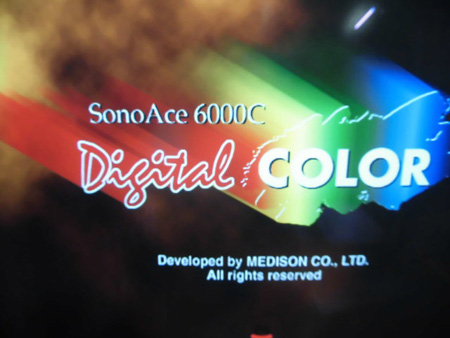 SonoAce 6000C
Digital COLOR
Developed by MEDISON CO., LTD.
All rights reserved